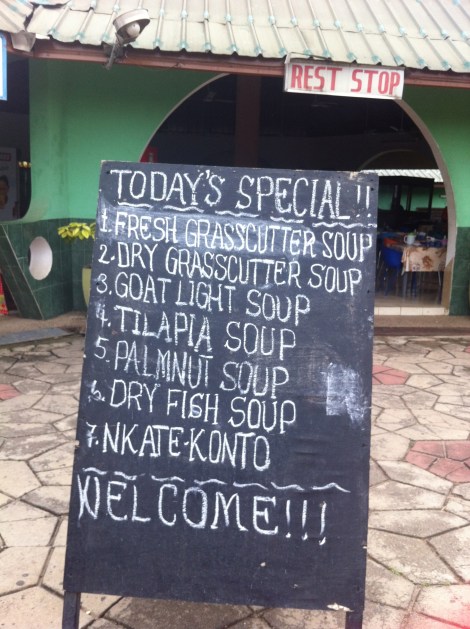 REST STOP
TODAY'S SPECIAL!!
1. FRESH GRASSCUTTER SOUP
2. DRY GRASSCUTTER SOUP
3. GOAT LIGHT SOUP
4. TILAPIA SOUP
5. PALMNUT SOUP
6. DRY FISH SOUP
7. NKATE-KONTO
WELCOME!!!